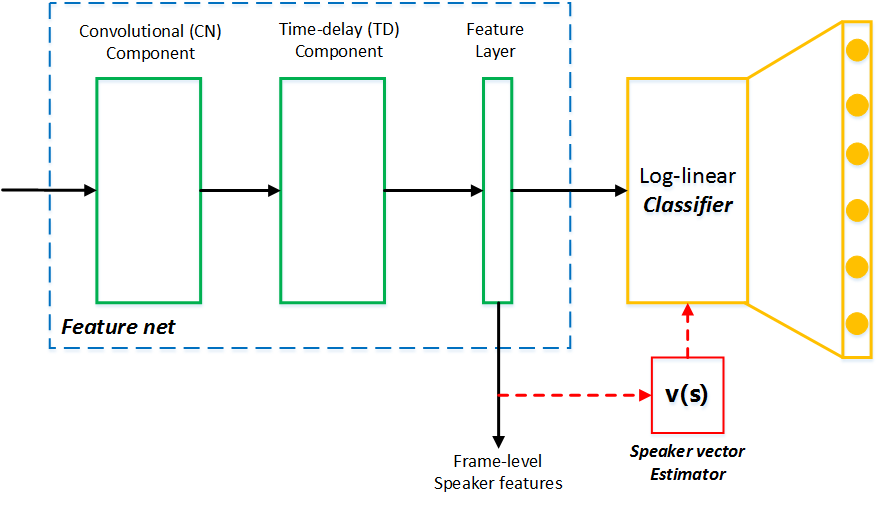 Convolutional (CN)
Component
Time-delay (TD)
Component
Feature
Layer
Log-linear
Classifier
Feature net
v(s)
Speaker vector
Estimator
Frame-level
Speaker features